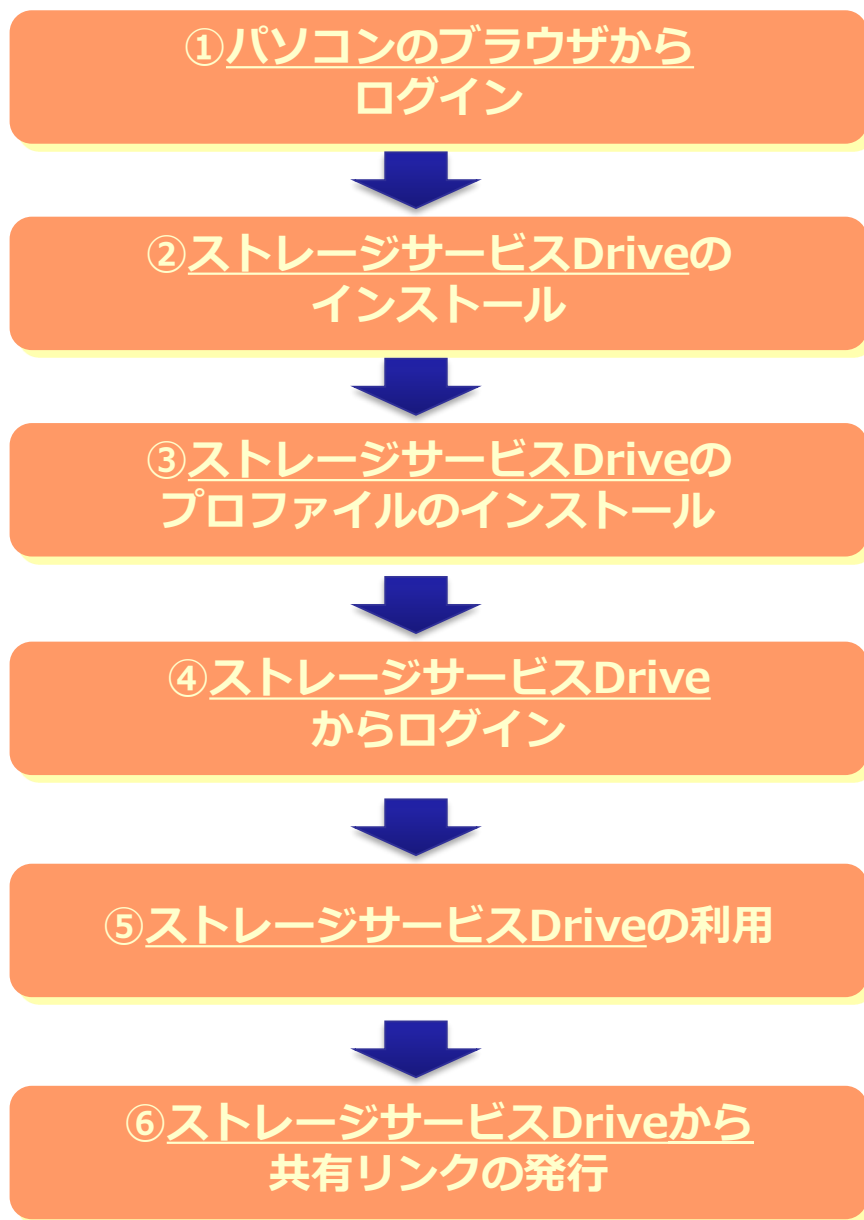 ①パソコンのブラウザから
ログイン
②ストレージサービスDriveの
インストール
③ストレージサービスDriveの
プロファイルのインストール
④ストレージサービスDrive
からログイン
⑤ストレージサービスDriveの利用
⑥ストレージサービスDriveから
共有リンクの発行